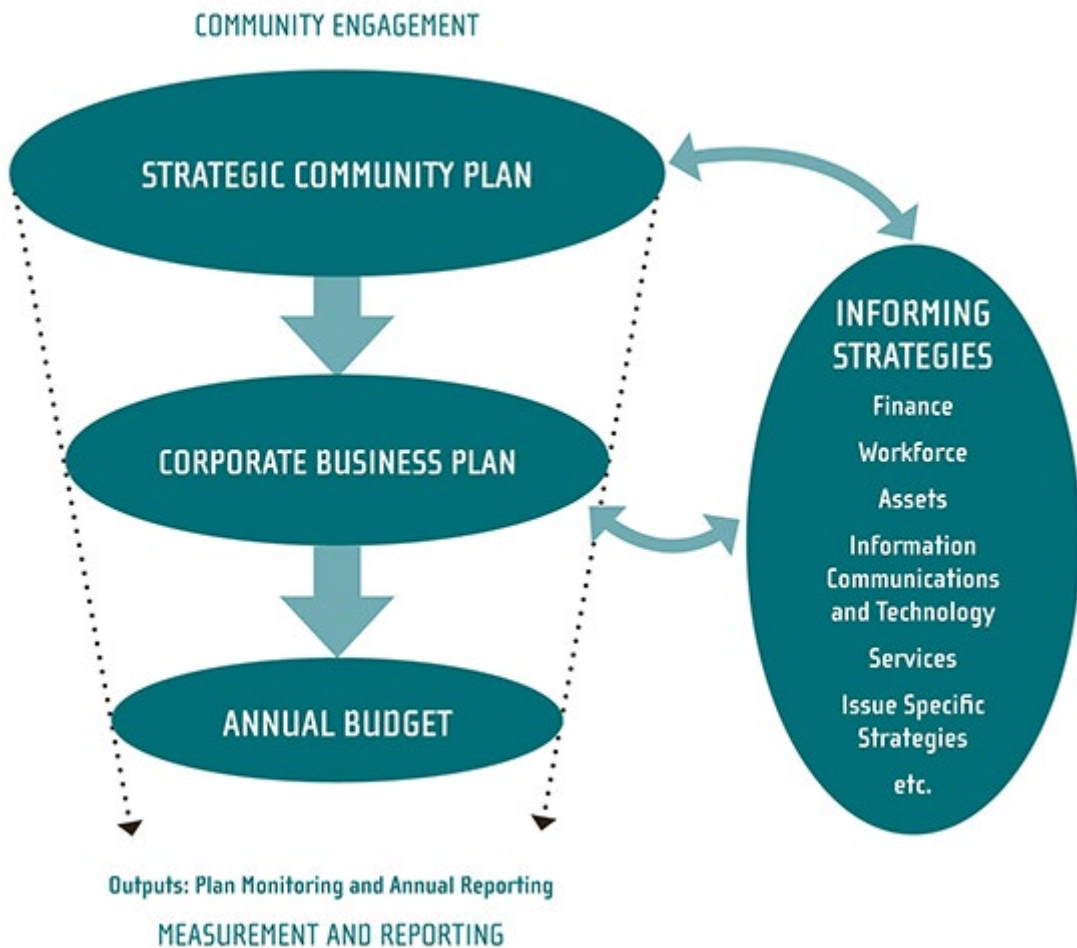 COMMUNITY ENGAGEMENT
STRATEGIC COMMUNITY PLAN
CORPORATE BUSINESS PLAN
ANNUAL BUDGET
INFORMING
STRATEGIES
Finance
Workforce
Assets
Information
Communications
and Technology
Services
Issue Specific
Strategies
etc.
Outputs: Plan Monitoring and Annual Reporting
MEASUREMENT AND REPORTING